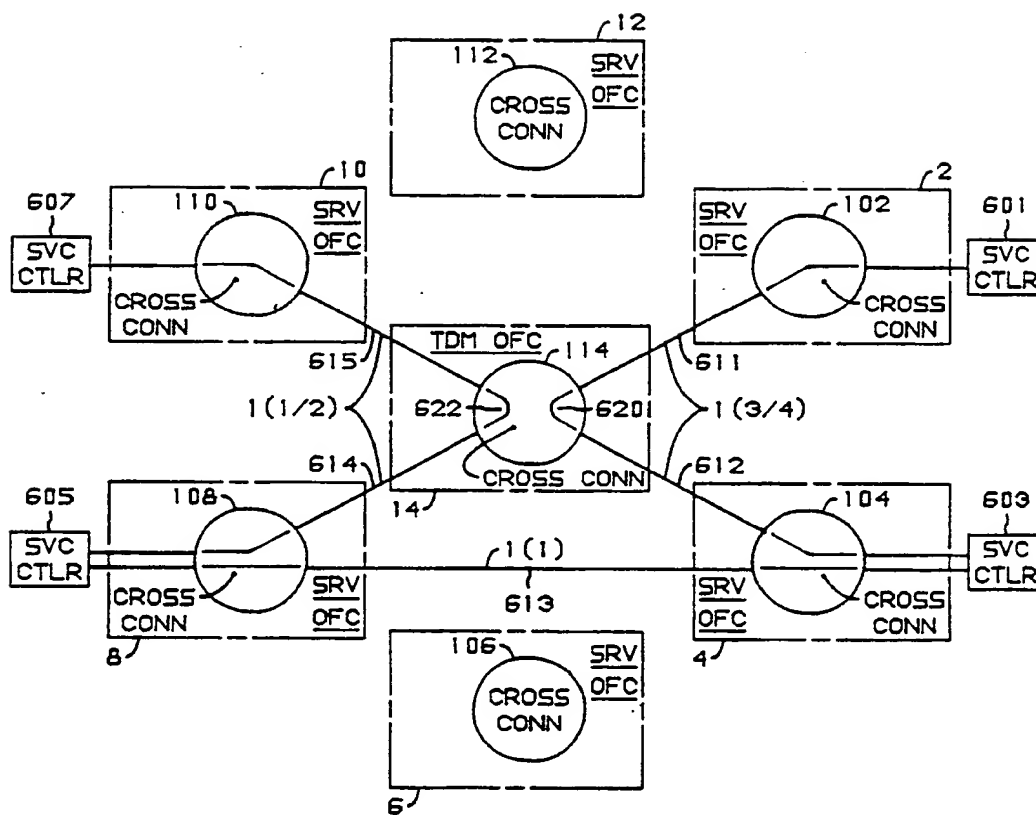 12
112
SRV
OFC
CROSS
CONN
10
110
SRV
OFC
607
SVC
CTLR
CROSS
CONN
2
102
SRV
OFC
601
SVC
CTLR
CROSS
CONN
TDM OFC
114
615
611
1(1/2)
622
620
1(3/4)
614
612
CROSS CONN
14
108
605
SVC
CTLR
CROSS
CONN
SRV
OFC
8
1(1)
613
104
603
SVC
CTLR
SRV
OFC
CROSS
CONN
4
106
SRV
OFC
CROSS
CONN
6